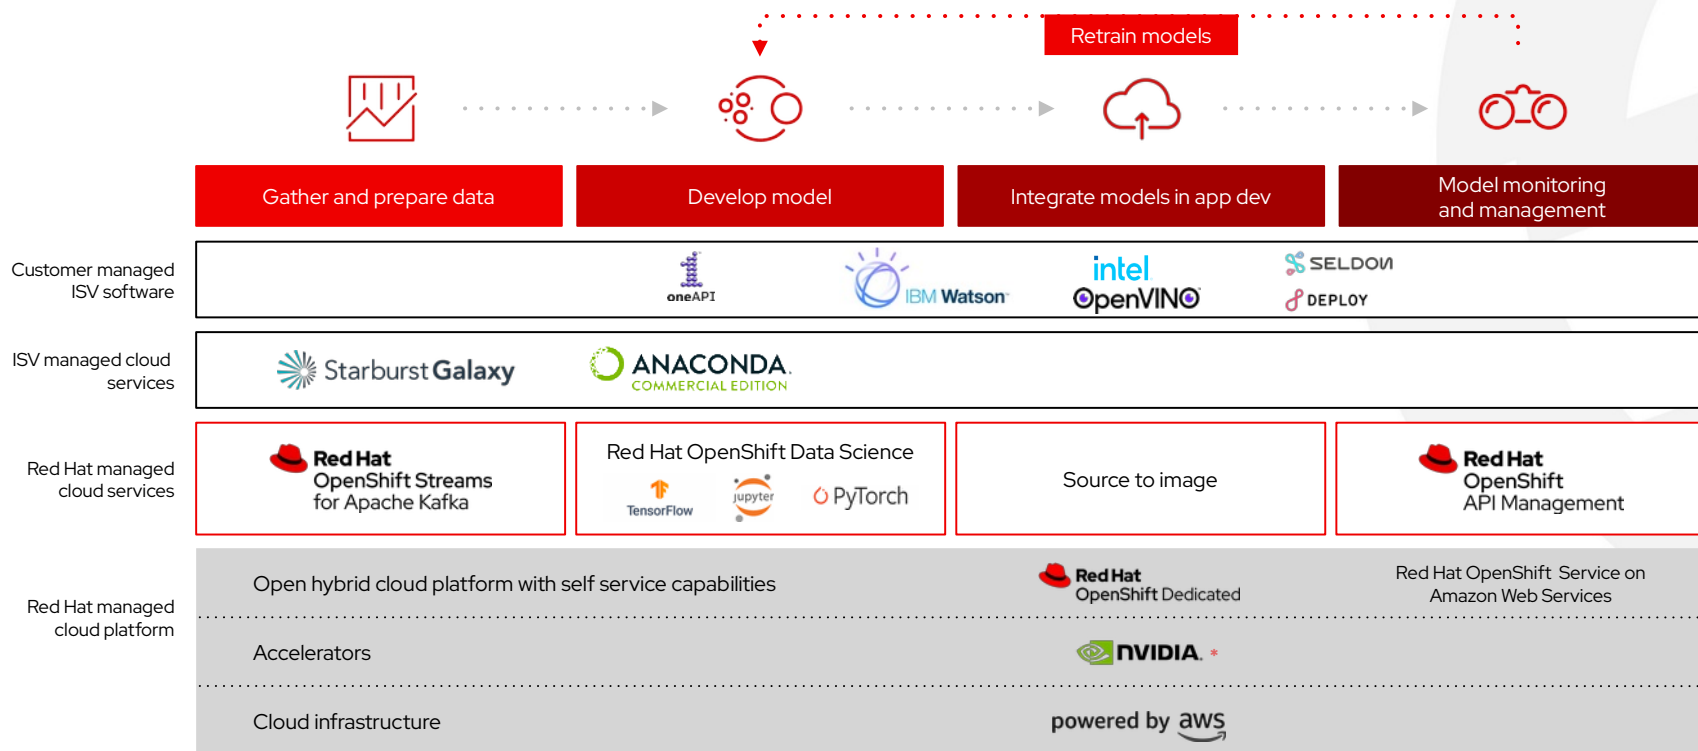 Retrain models
Gather and prepare data
Develop model
Integrate models in app dev
Model monitoring
and management
Customer managed
ISV software
oneAPI
IBM Watson™
intel
OpenVINO
SELDON
DEPLOY
ISV managed cloud
services
Starburst Galaxy
ANACONDA.
COMMERCIAL EDITION
Red Hat managed
cloud services
Red Hat
OpenShift Streams
for Apache Kafka
Red Hat OpenShift Data Science
TensorFlow
jupyter
PyTorch
Source to image
Red Hat
OpenShift
API Management
Red Hat managed
cloud platform
Open hybrid cloud platform with self service capabilities
Red Hat
OpenShift Dedicated
Red Hat OpenShift Service on
Amazon Web Services
Accelerators
NVIDIA. *
Cloud infrastructure
powered by aws